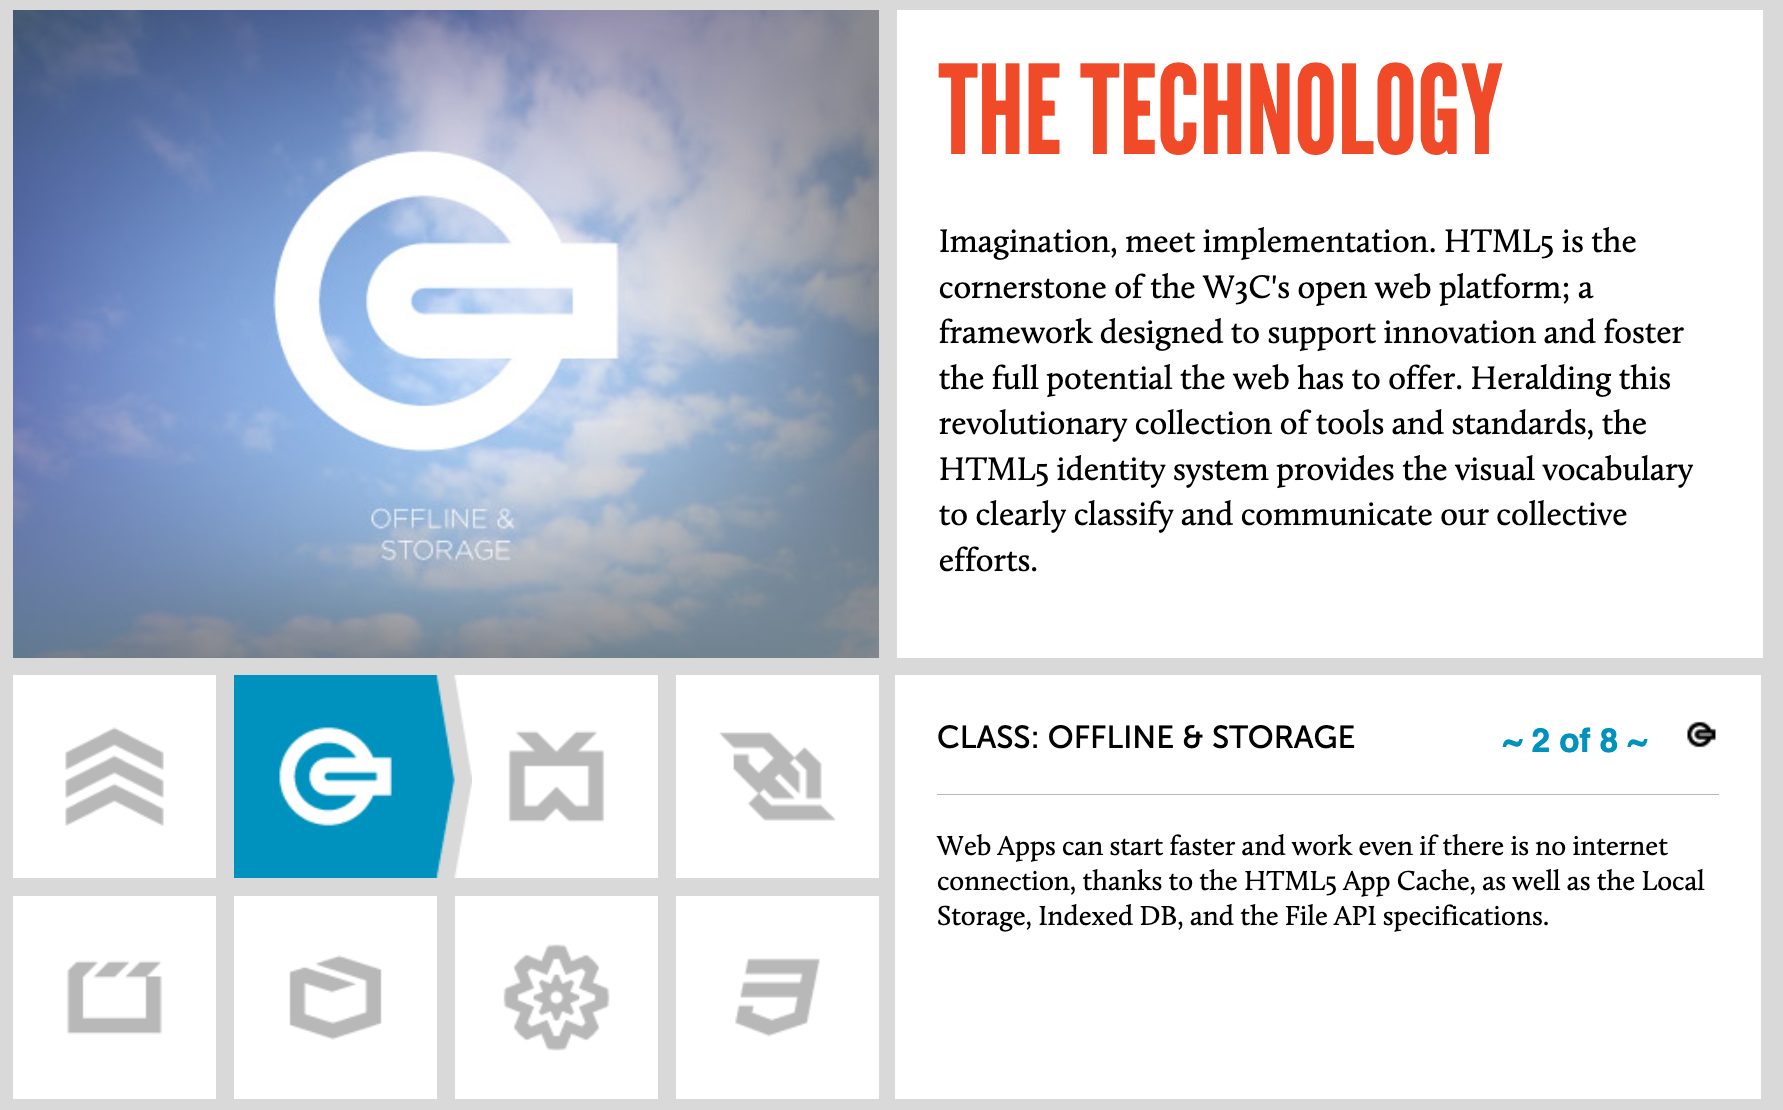 OFFLINE &
STORAGE
THE TECHNOLOGY
Imagination, meet implementation. HTML5 is the
cornerstone of the W3C's open web platform; a
framework designed to support innovation and foster
the full potential the web has to offer. Heralding this
revolutionary collection of tools and standards, the
HTML5 identity system provides the visual vocabulary
to clearly classify and communicate our collective
efforts.
CLASS: OFFLINE & STORAGE
~ 2 of 8 ~
Web Apps can start faster and work even if there is no internet
connection, thanks to the HTML5 App Cache, as well as the Local
Storage, Indexed DB, and the File API specifications.